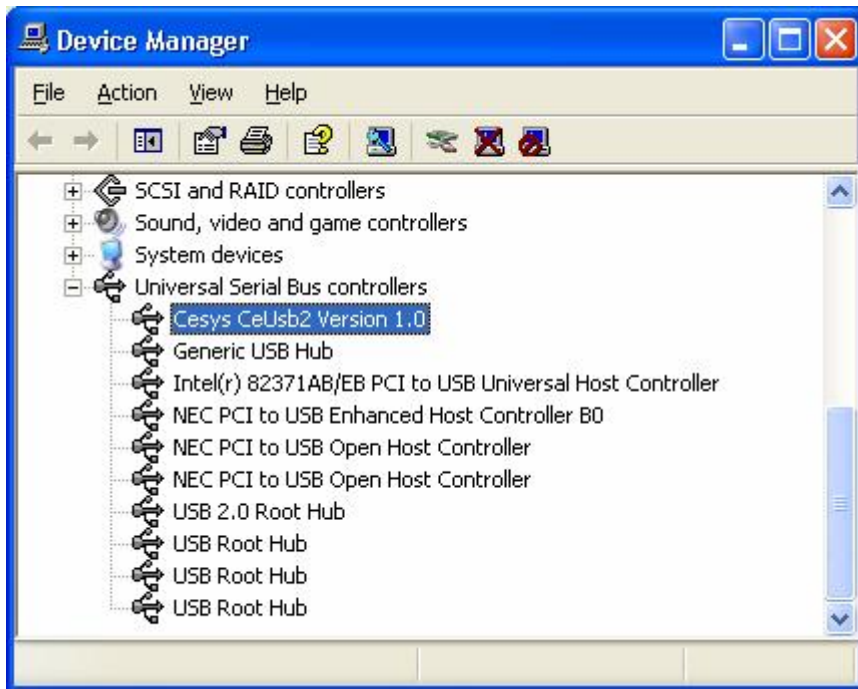 Device Manager
File Action View Help
SCSI and RAID controllers
Sound, video and game controllers
System devices
Universal Serial Bus controllers
Cesys CeUsb2 Version 1.0
Generic USB Hub
Intel(r) 82371AB/EB PCI to USB Universal Host Controller
NEC PCI to USB Enhanced Host Controller B0
NEC PCI to USB Open Host Controller
NEC PCI to USB Open Host Controller
USB 2.0 Root Hub
USB Root Hub
USB Root Hub
USB Root Hub